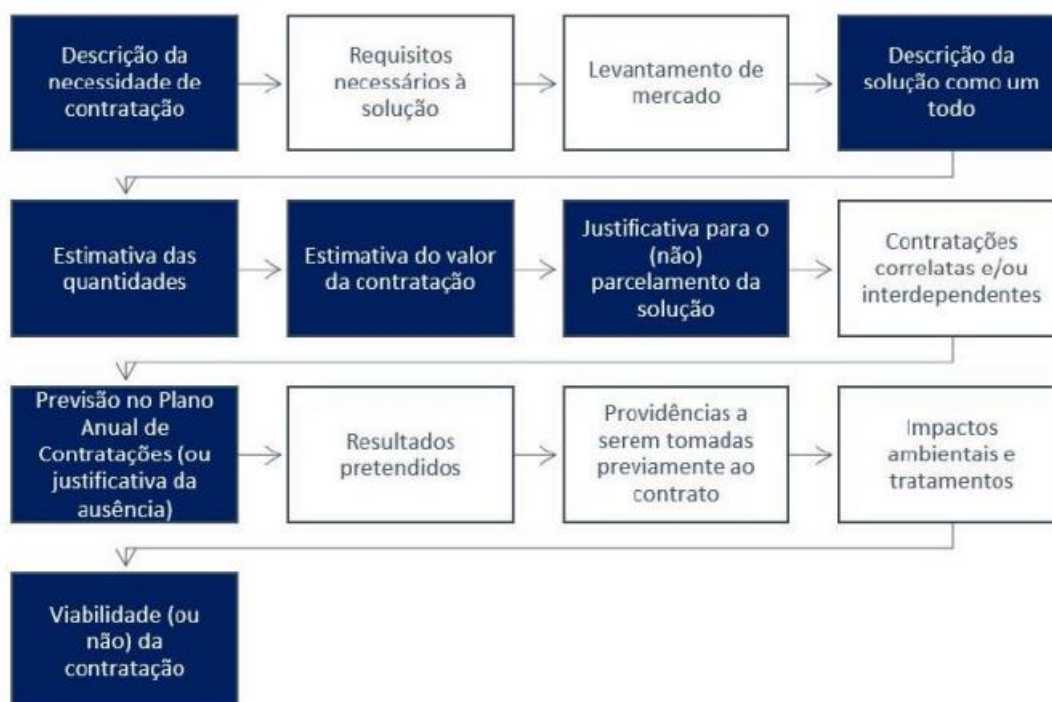 Descrição da
necessidade de
contratação
Requisitos
necessários à
solução
Levantamento de
mercado
Descrição da
solução como um
todo
Estimativa das
quantidades
Estimativa do valor
da contratação
Justificativa para o
(não)
parcelamento da
solução
Contratações
correlatas e/ou
interdependentes
Previsão no Plano
Anual de
Contratações (ou
justificativa da
ausência)
Resultados
pretendidos
Providências a
serem tomadas
previamente ao
contrato
Impactos
ambientais e
tratamentos
Viabilidade (ou
não) da
contratação